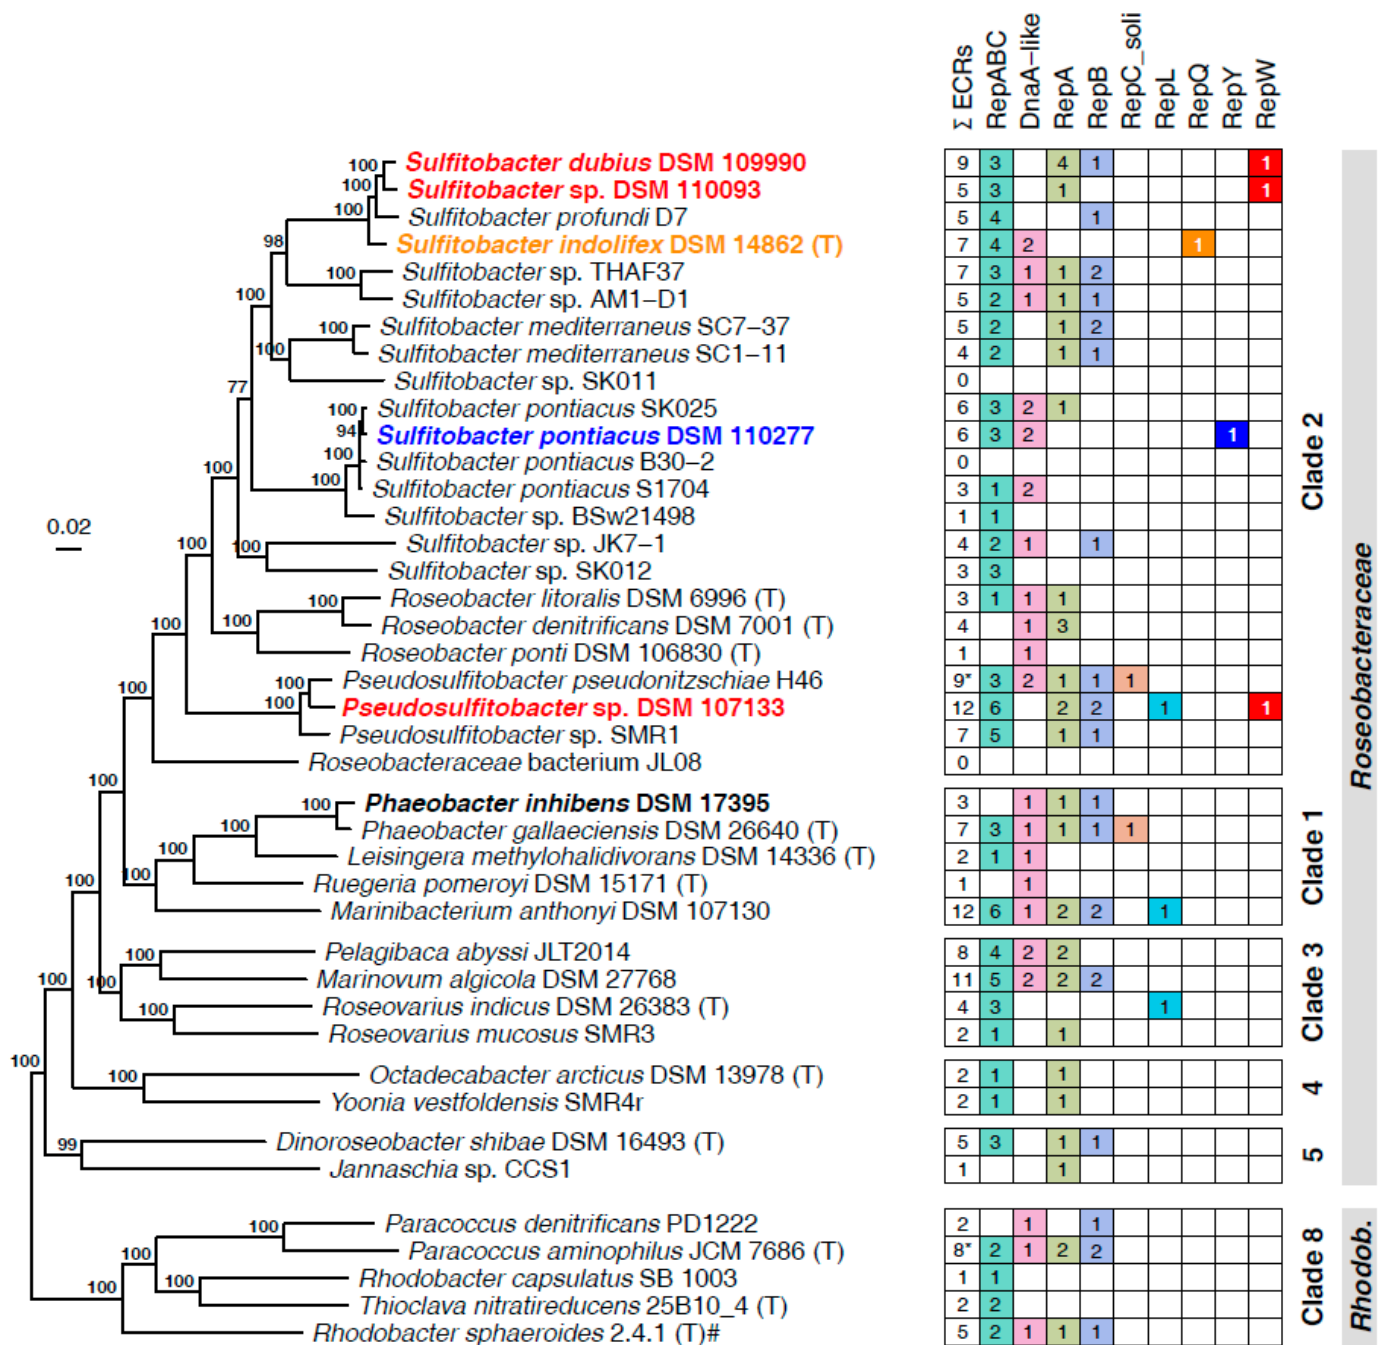 Σ ECRs RepABC DnaA-like RepA RepB RepC_soli RepL RepQ RepY RepW
100 Sulfitobacter dubius DSM 109990 9 3 4 1 1
100 Sulfitobacter sp. DSM 110093 5 3 1 1
100 Sulfitobacter profundi D7 5 4 1
98 Sulfitobacter indolifex DSM 14862 (T) 7 4 2 1
100 Sulfitobacter sp. THAF37 7 3 1 1 2
100 Sulfitobacter sp. AM1-D1 5 2 1 1 1
100 Sulfitobacter mediterraneus SC7-37 5 2 1 2
100 Sulfitobacter mediterraneus SC1-11 4 2 1 1
77 Sulfitobacter sp. SK011 0
100 Sulfitobacter pontiacus SK025 6 3 2 1
94 Sulfitobacter pontiacus DSM 110277 6 3 2 1
100 Sulfitobacter pontiacus B30-2 0
100 100 Sulfitobacter pontiacus S1704 3 1 2
Sulfitobacter sp. BSw21498 1 1
0.02
100 100 Sulfitobacter sp. JK7-1 4 2 1 1
Sulfitobacter sp. SK012 3 3
100 Roseobacter litoralis DSM 6996 (T) 3 1 1 1
100 100 Roseobacter denitrificans DSM 7001 (T) 4 1 3
Roseobacter ponti DSM 106830 (T) 1 1
100 100 Pseudosulfitobacter pseudonitzschiae H46 9* 3 2 1 1 1
100 Pseudosulfitobacter sp. DSM 107133 12 6 2 2 1 1
Pseudosulfitobacter sp. SMR1 7 5 1 1
Roseobacteraceae bacterium JL08 0
Clade 2
100 100 Phaeobacter inhibens DSM 17395 3 1 1 1
100 Phaeobacter gallaeciensis DSM 26640 (T) 7 3 1 1 1 1
100 Leisingera methylohalidivorans DSM 14336 (T) 2 1 1
100 100 Ruegeria pomeroyi DSM 15171 (T) 1 1
Marinibacterium anthonyi DSM 107130 12 6 1 2 2 1
Clade 1
100 Pelagibaca abyssi JLT2014 8 4 2 2
100 100 Marinovum algicola DSM 27768 11 5 2 2 2
100 Roseovarius indicus DSM 26383 (T) 4 3 1
Roseovarius mucosus SMR3 2 1 1
Clade 3
100 100 Octadecabacter arcticus DSM 13978 (T) 2 1 1
Yoonia vestfoldensis SMR4r 2 1 1
4
99 Dinoroseobacter shibae DSM 16493 (T) 5 3 1 1
Jannaschia sp. CCS1 1 1
5
Roseobacteraceae
100 Paracoccus denitrificans PD1222 2 1 1
100 Paracoccus aminophilus JCM 7686 (T) 8* 2 1 2 2
100 100 Rhodobacter capsulatus SB 1003 1 1
Thioclava nitratireducens 25B10_4 (T) 2 2
Rhodobacter sphaeroides 2.4.1 (T)# 5 2 1 1 1
Clade 8
Rhodob.